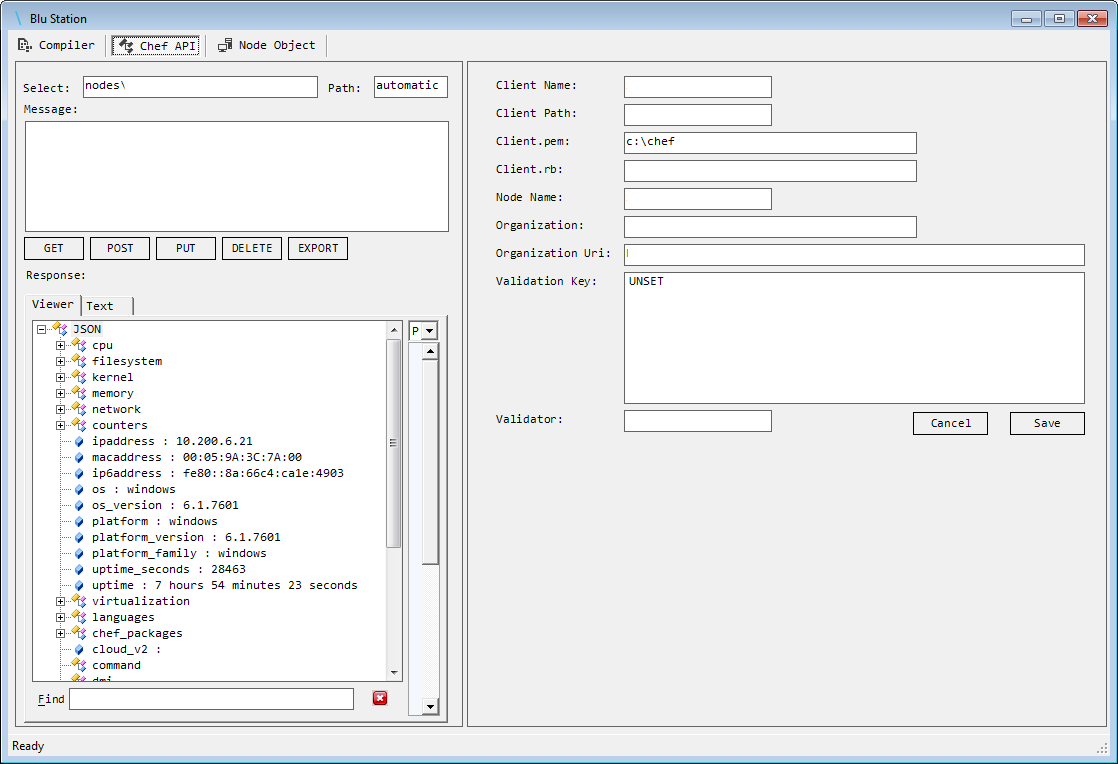 Blu Station
Compiler
Chef API
Node Object
Select: nodes\ Path: automatic
Message:
GET POST PUT DELETE EXPORT
Response:
Viewer Text
JSON
cpu
filesystem
kernel
memory
network
counters
ipaddress : 10.200.6.21
macaddress : 00:05:9A:3C:7A:00
ip6address : fe80::8a:66c4:ca1e:4903
os : windows
os_version : 6.1.7601
platform : windows
platform_version : 6.1.7601
platform_family : windows
uptime_seconds : 28463
uptime : 7 hours 54 minutes 23 seconds
virtualization
languages
chef_packages
cloud_v2 :
command
dmi
P
Find
Client Name:
Client Path:
Client.pem: c:\chef
Client.rb:
Node Name:
Organization:
Organization Uri:
Validation Key: UNSET
Validator:
Cancel Save
Ready